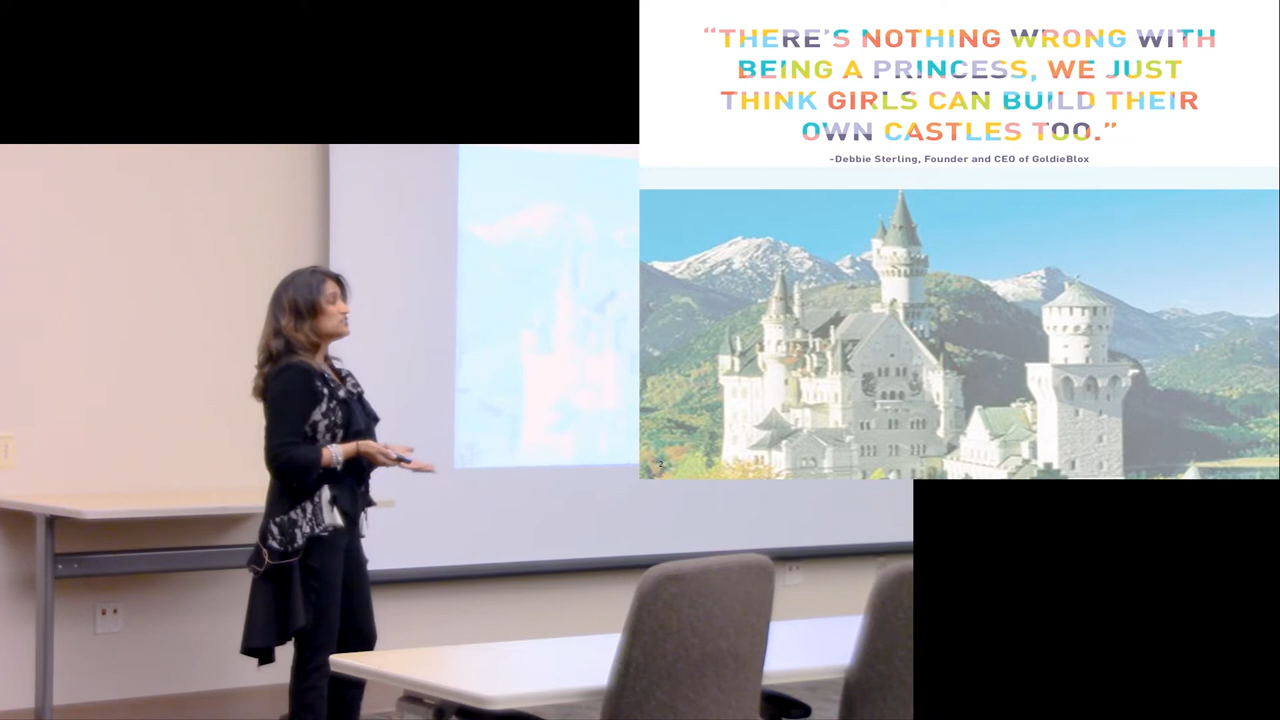 “THERE’S NOTHING WRONG WITH
BEING A PRINCESS, WE JUST
THINK GIRLS CAN BUILD THEIR
OWN CASTLES TOO.”
-Debbie Sterling, Founder and CEO of GoldieBlox
2